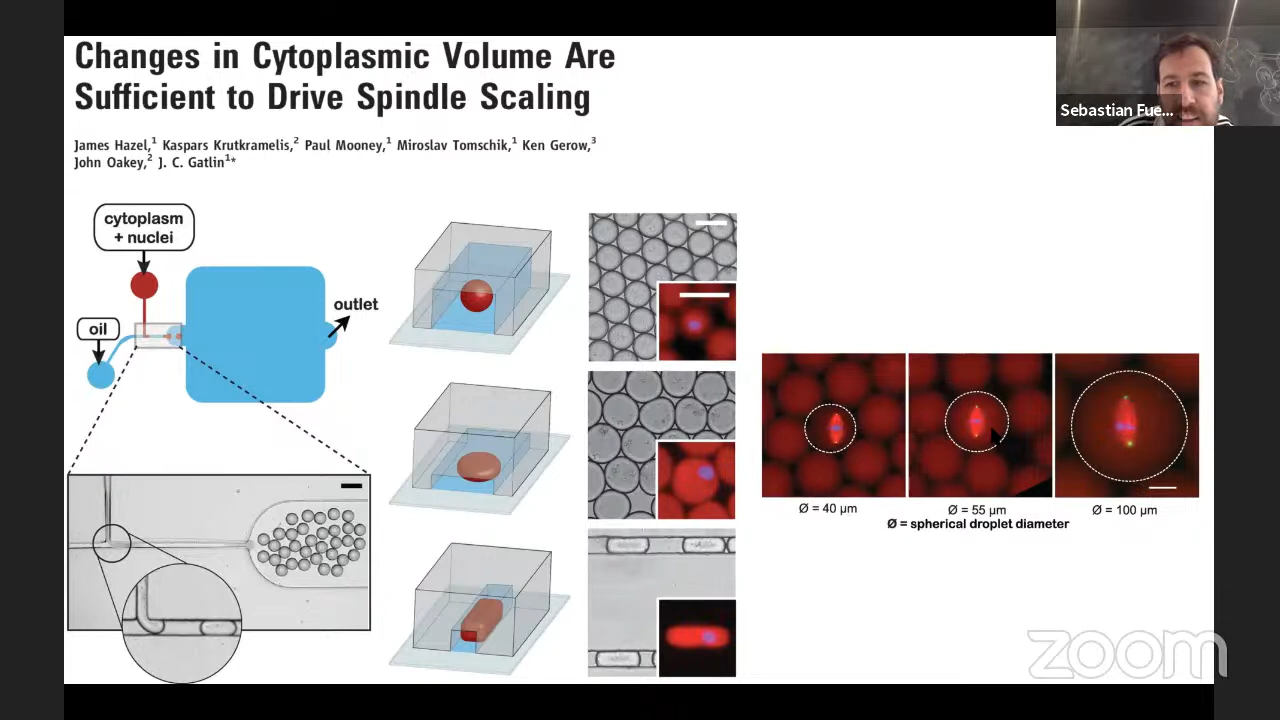 Changes in Cytoplasmic Volume Are
Sufficient to Drive Spindle Scaling
James Hazel,1 Kaspars Krutkramelis,2 Paul Mooney,1 Miroslav Tomschik,1 Ken Gerow,3
John Oakey,2 J. C. Gatlin1*
Sebastian Fue...
cytoplasm
+ nuclei
oil
outlet
Ø = 40 µm
Ø = 55 µm
Ø = 100 µm
Ø = spherical droplet diameter
zoom